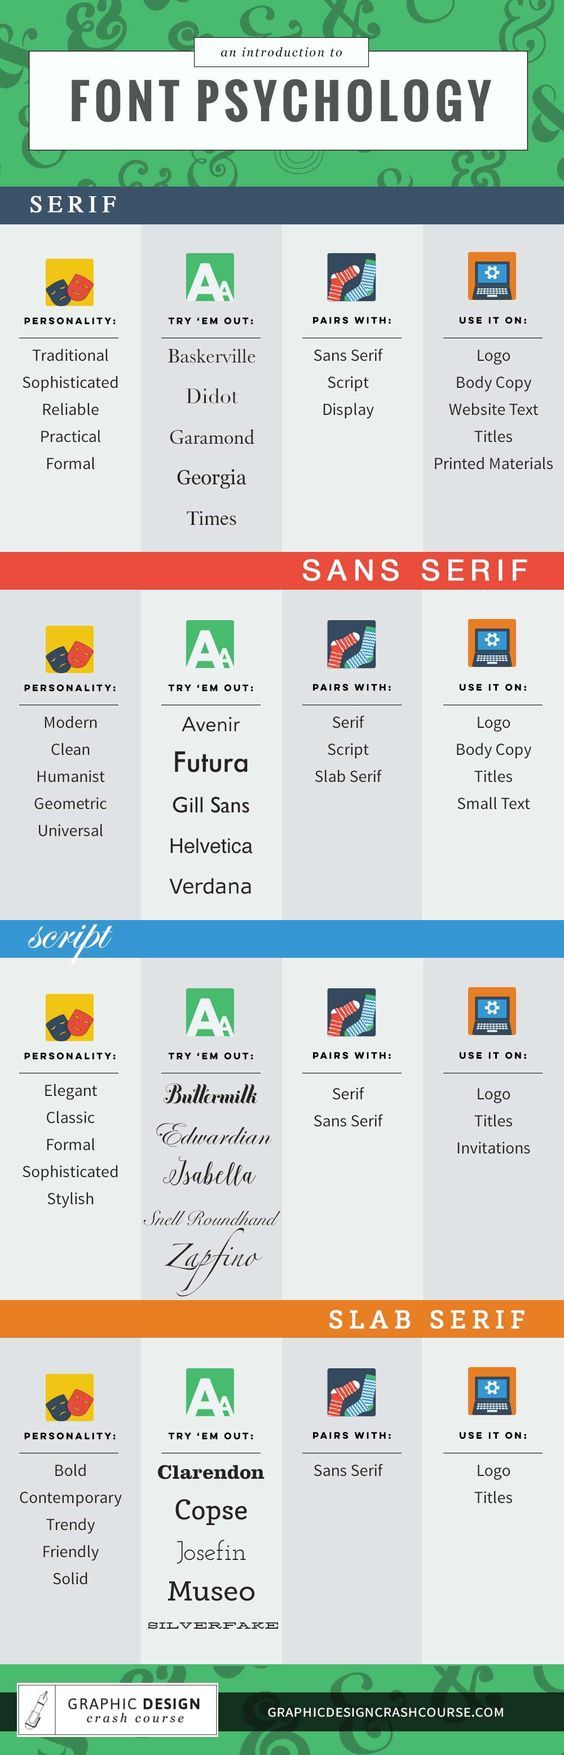 an introduction to
FONT PSYCHOLOGY
SERIF
PERSONALITY:
Traditional
Sophisticated
Reliable
Practical
Formal
TRY 'EM OUT:
Baskerville
Didot
Garamond
Georgia
Times
PAIRS WITH:
Sans Serif
Script
Display
USE IT ON:
Logo
Body Copy
Website Text
Titles
Printed Materials
SANS SERIF
PERSONALITY:
Modern
Clean
Humanist
Geometric
Universal
TRY 'EM OUT:
Avenir
Futura
Gill Sans
Helvetica
Verdana
PAIRS WITH:
Serif
Script
Slab Serif
USE IT ON:
Logo
Body Copy
Titles
Small Text
script
PERSONALITY:
Elegant
Classic
Formal
Sophisticated
Stylish
TRY 'EM OUT:
Buttermilk
Edwardian
Isabella
Snell Roundhand
Zapfino
PAIRS WITH:
Serif
Sans Serif
USE IT ON:
Logo
Titles
Invitations
SLAB SERIF
PERSONALITY:
Bold
Contemporary
Trendy
Friendly
Solid
TRY 'EM OUT:
Clarendon
Copse
Josefin
Museo
SILVERFAKE
PAIRS WITH:
Sans Serif
USE IT ON:
Logo
Titles
GRAPHIC DESIGN
crash course
GRAPHICDESIGNCRASHCOURSE.COM